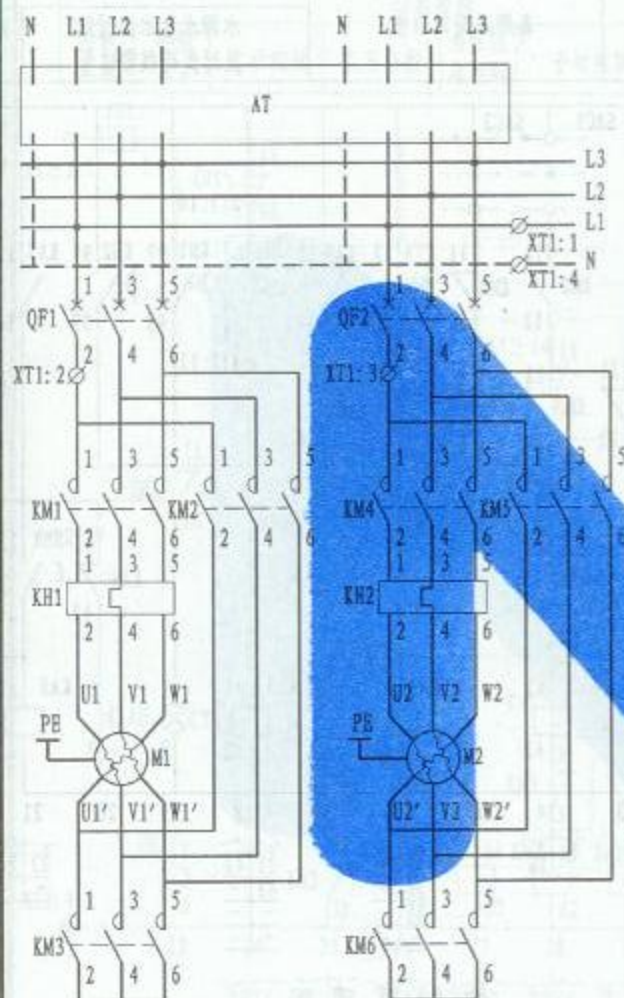 N L1 L2 L3 N L1 L2 L3
AT
L3
L2
L1
XT1:1
N
XT1:4
1 3 5 1 3 5
QF1 QF2
2 4 6 2 4 6
XT1:2 XT1:3
1 3 5 1 3 5 1 3 5 1 3 5
KM1 KM2 KM4 KM5
2 4 6 2 4 6 2 4 6 2 4 6
1 3 5 1 3 5
KH1 KH2
2 4 6 2 4 6
U1 V1 W1 U2 V2 W2
PE PE
M1 M2
U1' V1' W1' U2' V2 W2'
1 3 5 1 3 5
KM3 KM6
2 4 6 2 4 6